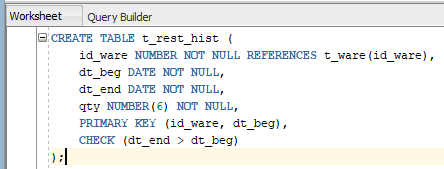 Worksheet Query Builder
CREATE TABLE t_rest_hist (
id_ware NUMBER NOT NULL REFERENCES t_ware(id_ware),
dt_beg DATE NOT NULL,
dt_end DATE NOT NULL,
qty NUMBER(6) NOT NULL,
PRIMARY KEY (id_ware, dt_beg),
CHECK (dt_end > dt_beg)
);